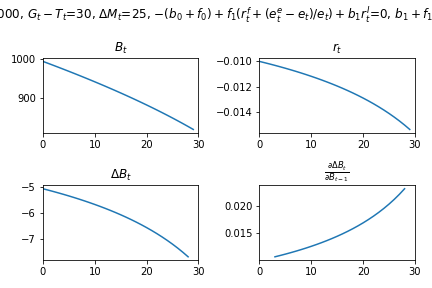 000, G_t − T_t=30, ΔM_t=25, −(b_0 + f_0) + f_1(r_t^f + (e_t^e − e_t)/e_t) + b_1r_t^l=0, b_1 + f_1
B_t
r_t
1000
900
0 10 20 30
−0.010
−0.012
−0.014
0 10 20 30
ΔB_t
∂ΔB_t/∂B_{t−1}
−5
−6
−7
0 10 20 30
0.020
0.015
0 10 20 30